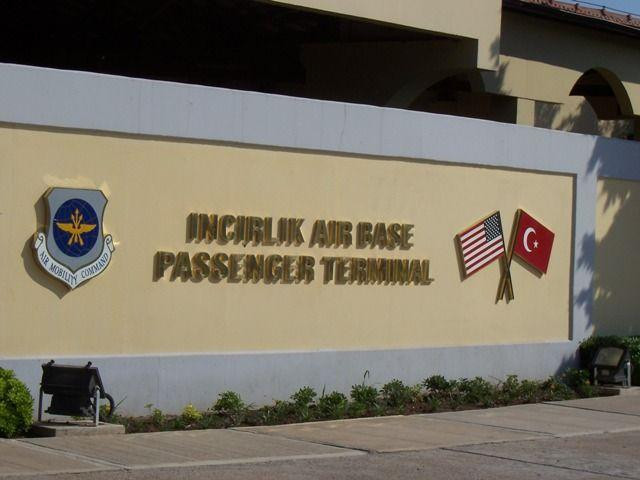 INCIRLIK AIR BASE
PASSENGER TERMINAL
AIR MOBILITY COMMAND